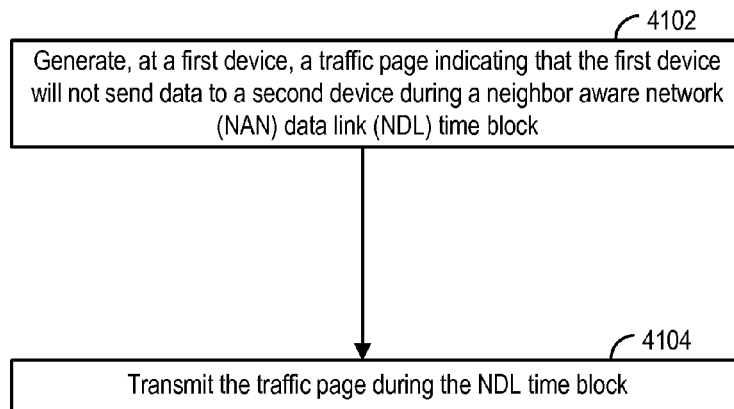 4102
Generate, at a first device, a traffic page indicating that the first device
will not send data to a second device during a neighbor aware network
(NAN) data link (NDL) time block
4104
Transmit the traffic page during the NDL time block